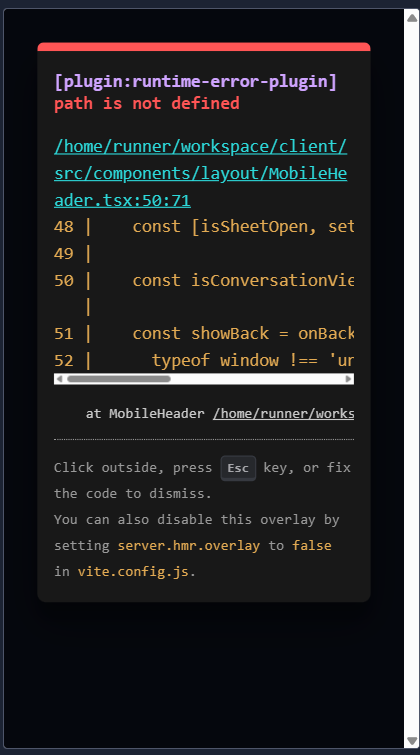 [plugin:runtime-error-plugin]
path is not defined
/home/runner/workspace/client/
src/components/layout/MobileHe
ader.tsx:50:71
48 |    const [isSheetOpen, set
49 |
50 |    const isConversationVie
   |
51 |    const showBack = onBack
52 |      typeof window !== 'un
at MobileHeader /home/runner/works
Click outside, press Esc key, or fix
the code to dismiss.
You can also disable this overlay by
setting server.hmr.overlay to false
in vite.config.js.